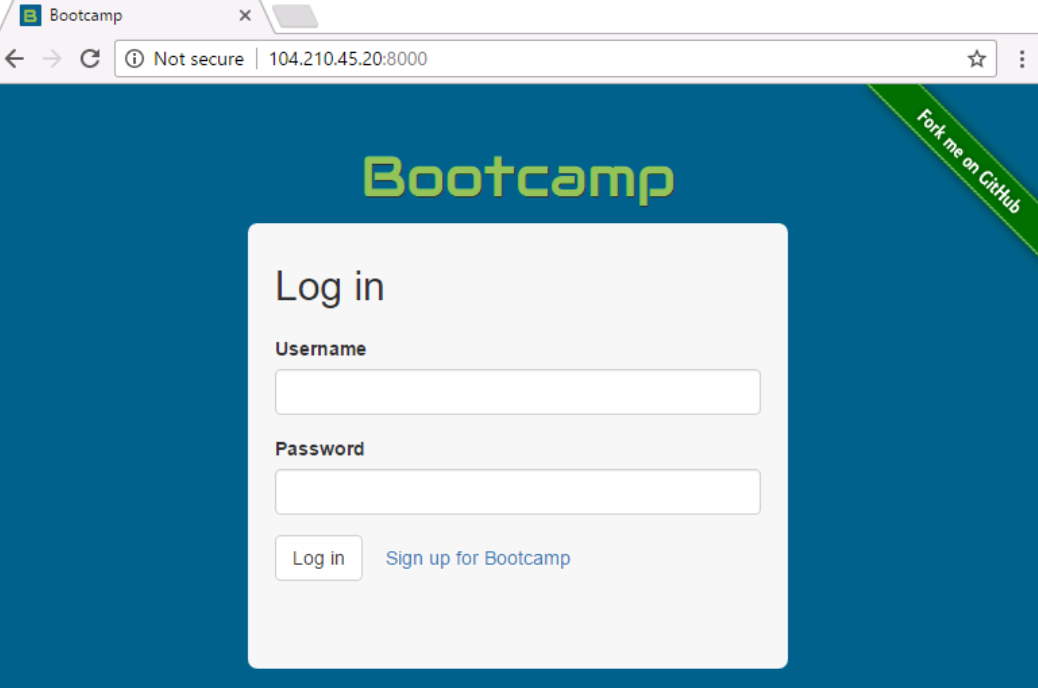 Bootcamp
Not secure 104.210.45.20:8000
Fork me on GitHub
Bootcamp
Log in
Username
Password
Log in Sign up for Bootcamp